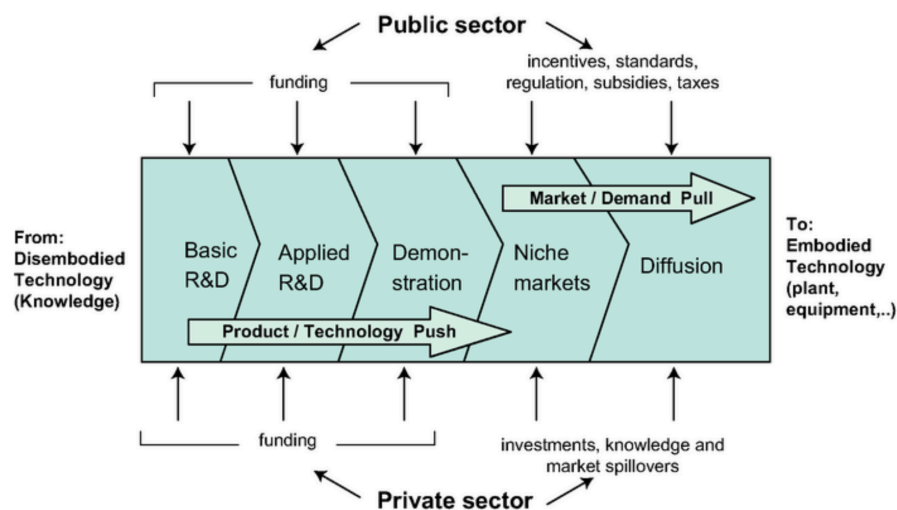 Public sector
funding
incentives, standards,
regulation, subsidies, taxes
Market / Demand Pull
From:
Disembodied
Technology
(Knowledge)
Basic
R&D
Applied
R&D
Demon-
stration
Niche
markets
Diffusion
To:
Embodied
Technology
(plant,
equipment,..)
Product / Technology Push
funding
investments, knowledge and
market spillovers
Private sector